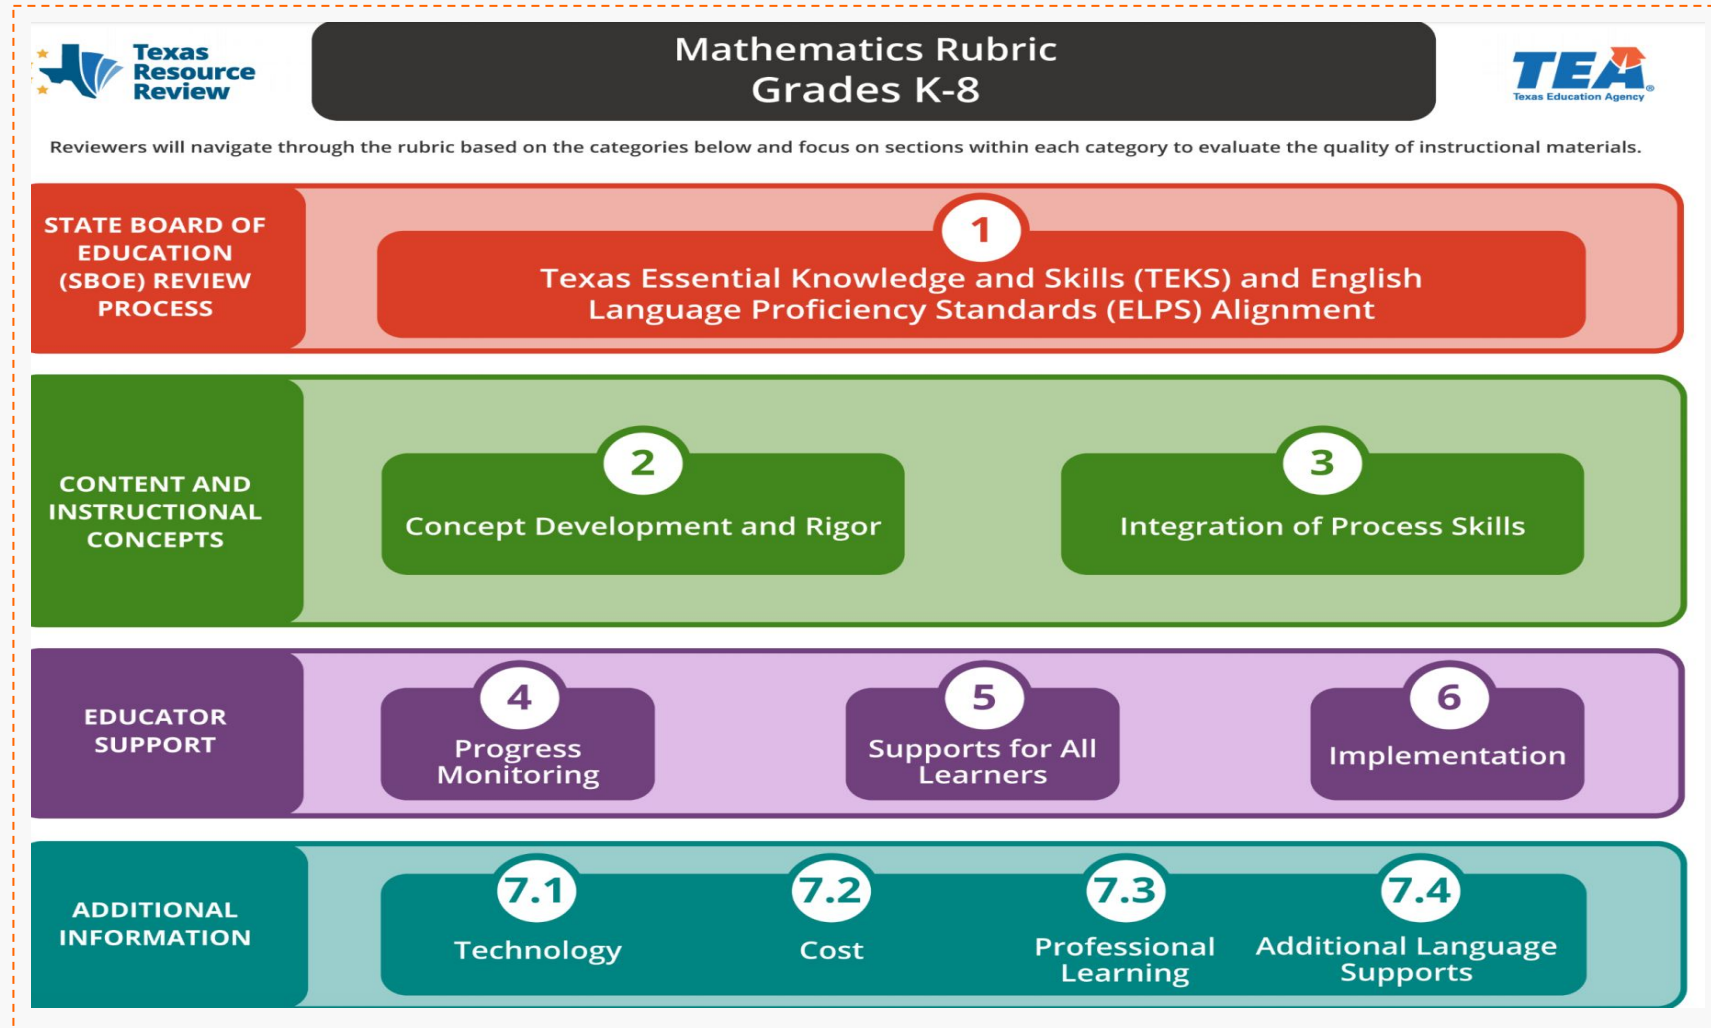 Texas
Resource
Review
Mathematics Rubric
Grades K-8
TEA
Texas Education Agency
®
Reviewers will navigate through the rubric based on the categories below and focus on sections within each category to evaluate the quality of instructional materials.
STATE BOARD OF
EDUCATION
(SBOE) REVIEW
PROCESS
1
Texas Essential Knowledge and Skills (TEKS) and English
Language Proficiency Standards (ELPS) Alignment
CONTENT AND
INSTRUCTIONAL
CONCEPTS
2
Concept Development and Rigor
3
Integration of Process Skills
EDUCATOR
SUPPORT
4
Progress
Monitoring
5
Supports for All
Learners
6
Implementation
ADDITIONAL
INFORMATION
7.1
Technology
7.2
Cost
7.3
Professional
Learning
7.4
Additional Language
Supports